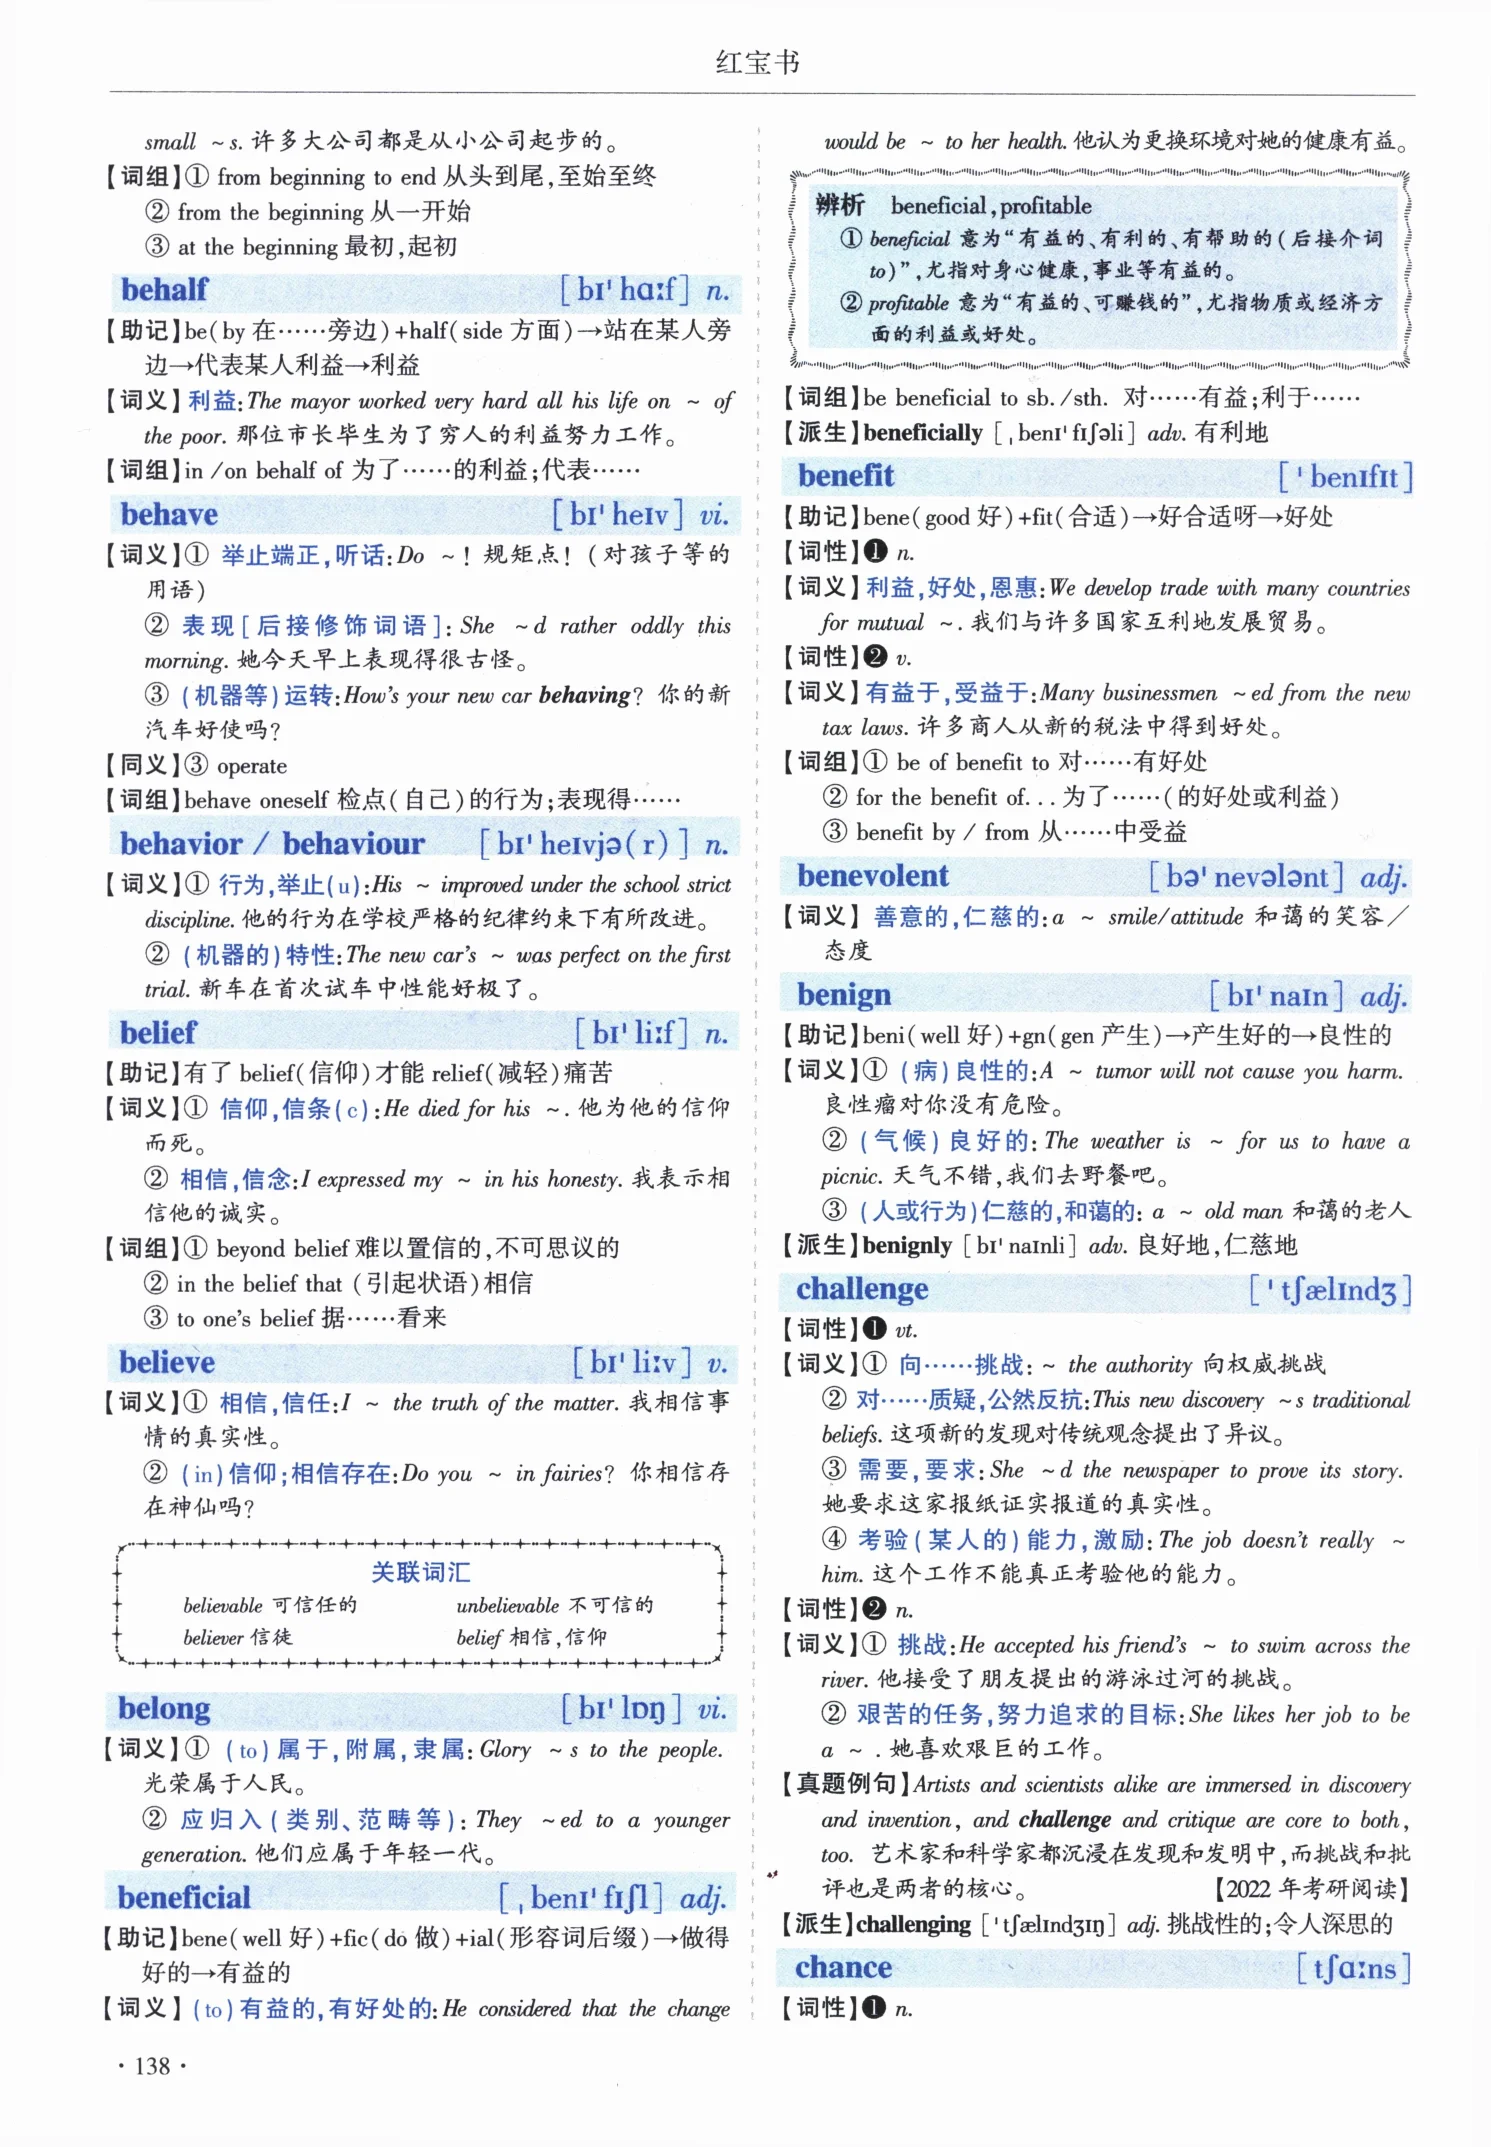 红宝书
small ~s. 许多大公司都是从小公司起步的。
【词组】① from beginning to end 从头到尾,至始至终
② from the beginning 从一开始
③ at the beginning 最初,起初
behalf [bɪˈhɑːf] n.
【助记】be(by 在……旁边)+half(side 方面)→站在某人旁
边→代表某人利益→利益
【词义】利益:The mayor worked very hard all his life on ~ of
the poor. 那位市长毕生为了穷人的利益努力工作。
【词组】in /on behalf of 为了……的利益;代表……
behave [bɪˈheɪv] vi.
【词义】① 举止端正,听话:Do ~! 规矩点! (对孩子等的
用语)
② 表现[后接修饰词语]: She ~d rather oddly this
morning. 她今天早上表现得很古怪。
③ (机器等)运转:How's your new car behaving? 你的新
汽车好使吗?
【同义】③ operate
【词组】behave oneself 检点(自己)的行为;表现得……
behavior / behaviour [bɪˈheɪvjə(r)] n.
【词义】① 行为,举止(u):His ~ improved under the school strict
discipline. 他的行为在学校严格的纪律约束下有所改进。
② (机器的)特性:The new car's ~ was perfect on the first
trial. 新车在首次试车中性能好极了。
belief [bɪˈliːf] n.
【助记】有了 belief(信仰)才能 relief(减轻)痛苦
【词义】① 信仰,信条(c):He died for his ~. 他为他的信仰
而死。
② 相信,信念:I expressed my ~ in his honesty. 我表示相
信他的诚实。
【词组】① beyond belief 难以置信的,不可思议的
② in the belief that (引起状语)相信
③ to one's belief 据……看来
believe [bɪˈliːv] v.
【词义】① 相信,信任:I ~ the truth of the matter. 我相信事
情的真实性。
② (in)信仰;相信存在:Do you ~ in fairies? 你相信存
在神仙吗?
关联词汇
believable 可信任的 unbelievable 不可信的
believer 信徒 belief 相信,信仰
belong [bɪˈlɒŋ] vi.
【词义】① (to)属于,附属,隶属: Glory ~s to the people.
光荣属于人民。
② 应归入(类别、范畴等): They ~ed to a younger
generation. 他们应属于年轻一代。
beneficial [ˌbenɪˈfɪʃl] adj.
【助记】bene(well 好)+fic(do 做)+ial(形容词后缀)→做得
好的→有益的
【词义】(to)有益的,有好处的:He considered that the change
would be ~ to her health. 他认为更换环境对她的健康有益。
辨析 beneficial,profitable
① beneficial 意为“有益的、有利的、有帮助的(后接介词
to)”,尤指对身心健康,事业等有益的。
② profitable 意为“有益的、可赚钱的”,尤指物质或经济方
面的利益或好处。
【词组】be beneficial to sb./sth. 对……有益;利于……
【派生】beneficially [ˌbenɪˈfɪʃəli] adv. 有利地
benefit [ˈbenɪfɪt]
【助记】bene(good 好)+fit(合适)→好合适呀→好处
【词性】❶ n.
【词义】利益,好处,恩惠:We develop trade with many countries
for mutual ~. 我们与许多国家互利地发展贸易。
【词性】❷ v.
【词义】有益于,受益于:Many businessmen ~ed from the new
tax laws. 许多商人从新的税法中得到好处。
【词组】① be of benefit to 对……有好处
② for the benefit of... 为了……(的好处或利益)
③ benefit by / from 从……中受益
benevolent [bəˈnevələnt] adj.
【词义】善意的,仁慈的:a ~ smile/attitude 和蔼的笑容/
态度
benign [bɪˈnaɪn] adj.
【助记】beni(well 好)+gn(gen 产生)→产生好的→良性的
【词义】① (病)良性的:A ~ tumor will not cause you harm.
良性瘤对你没有危险。
② (气候)良好的: The weather is ~ for us to have a
picnic. 天气不错,我们去野餐吧。
③ (人或行为)仁慈的,和蔼的: a ~ old man 和蔼的老人
【派生】benignly [bɪˈnaɪnli] adv. 良好地,仁慈地
challenge [ˈtʃælɪndʒ]
【词性】❶ vt.
【词义】① 向……挑战: ~ the authority 向权威挑战
② 对……质疑,公然反抗:This new discovery ~s traditional
beliefs. 这项新的发现对传统观念提出了异议。
③ 需要,要求:She ~d the newspaper to prove its story.
她要求这家报纸证实报道的真实性。
④ 考验(某人的)能力,激励: The job doesn't really ~
him. 这个工作不能真正考验他的能力。
【词性】❷ n.
【词义】① 挑战:He accepted his friend's ~ to swim across the
river. 他接受了朋友提出的游泳过河的挑战。
② 艰苦的任务,努力追求的目标:She likes her job to be
a ~ . 她喜欢艰巨的工作。
【真题例句】Artists and scientists alike are immersed in discovery
and invention, and challenge and critique are core to both,
too. 艺术家和科学家都沉浸在发现和发明中,而挑战和批
评也是两者的核心。 【2022 年考研阅读】
【派生】challenging [ˈtʃælɪndʒɪŋ] adj. 挑战性的;令人深思的
chance [tʃɑːns]
【词性】❶ n.
·138·